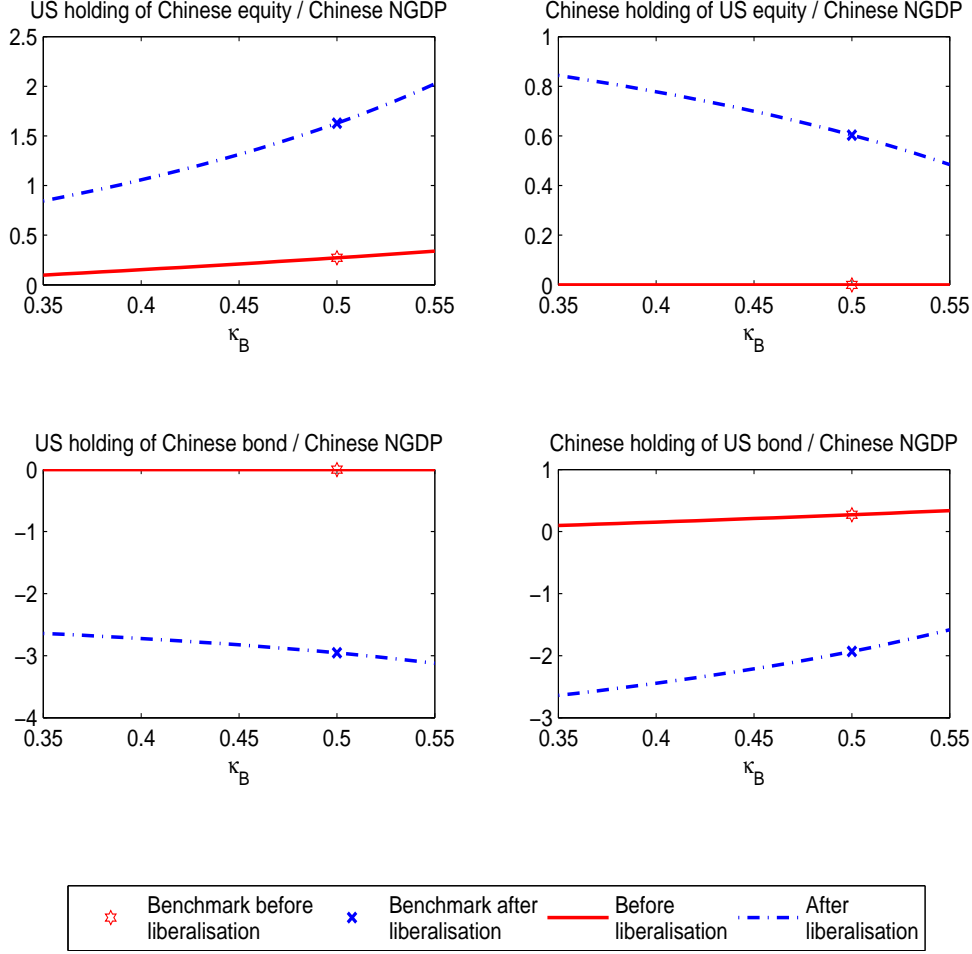 US holding of Chinese equity / Chinese NGDP
2.5
2
1.5
1
0.5
0
0.35 0.4 0.45 0.5 0.55
κ_B
Chinese holding of US equity / Chinese NGDP
1
0.8
0.6
0.4
0.2
0
0.35 0.4 0.45 0.5 0.55
κ_B
US holding of Chinese bond / Chinese NGDP
0
−1
−2
−3
−4
0.35 0.4 0.45 0.5 0.55
κ_B
Chinese holding of US bond / Chinese NGDP
1
0
−1
−2
−3
0.35 0.4 0.45 0.5 0.55
κ_B
Benchmark before
liberalisation
Benchmark after
liberalisation
Before
liberalisation
After
liberalisation